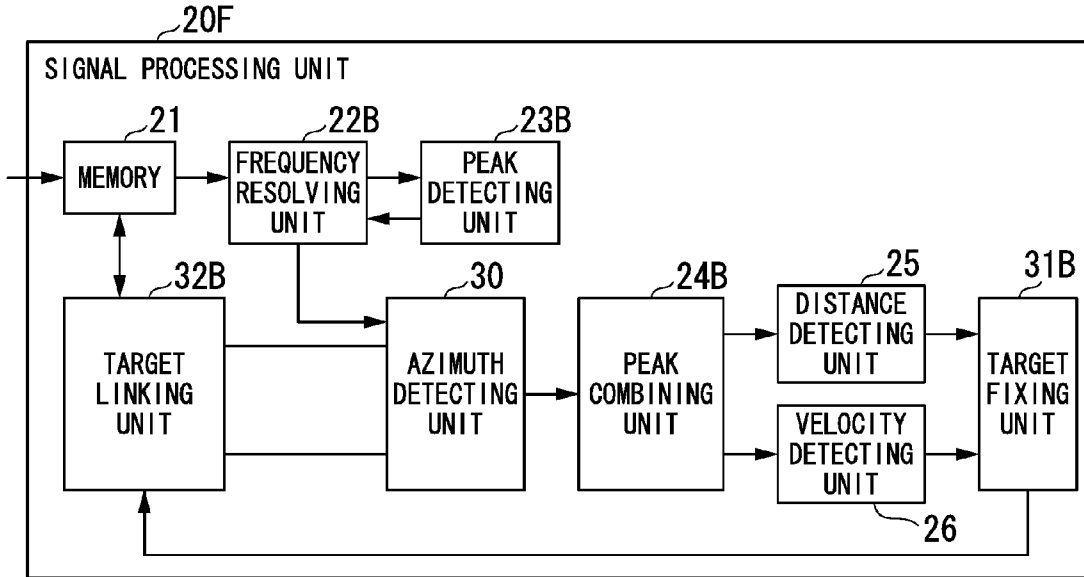 20F
SIGNAL PROCESSING UNIT
21
MEMORY
22B
FREQUENCY
RESOLVING
UNIT
23B
PEAK
DETECTING
UNIT
32B
TARGET
LINKING
UNIT
30
AZIMUTH
DETECTING
UNIT
24B
PEAK
COMBINING
UNIT
25
DISTANCE
DETECTING
UNIT
VELOCITY
DETECTING
UNIT
26
31B
TARGET
FIXING
UNIT